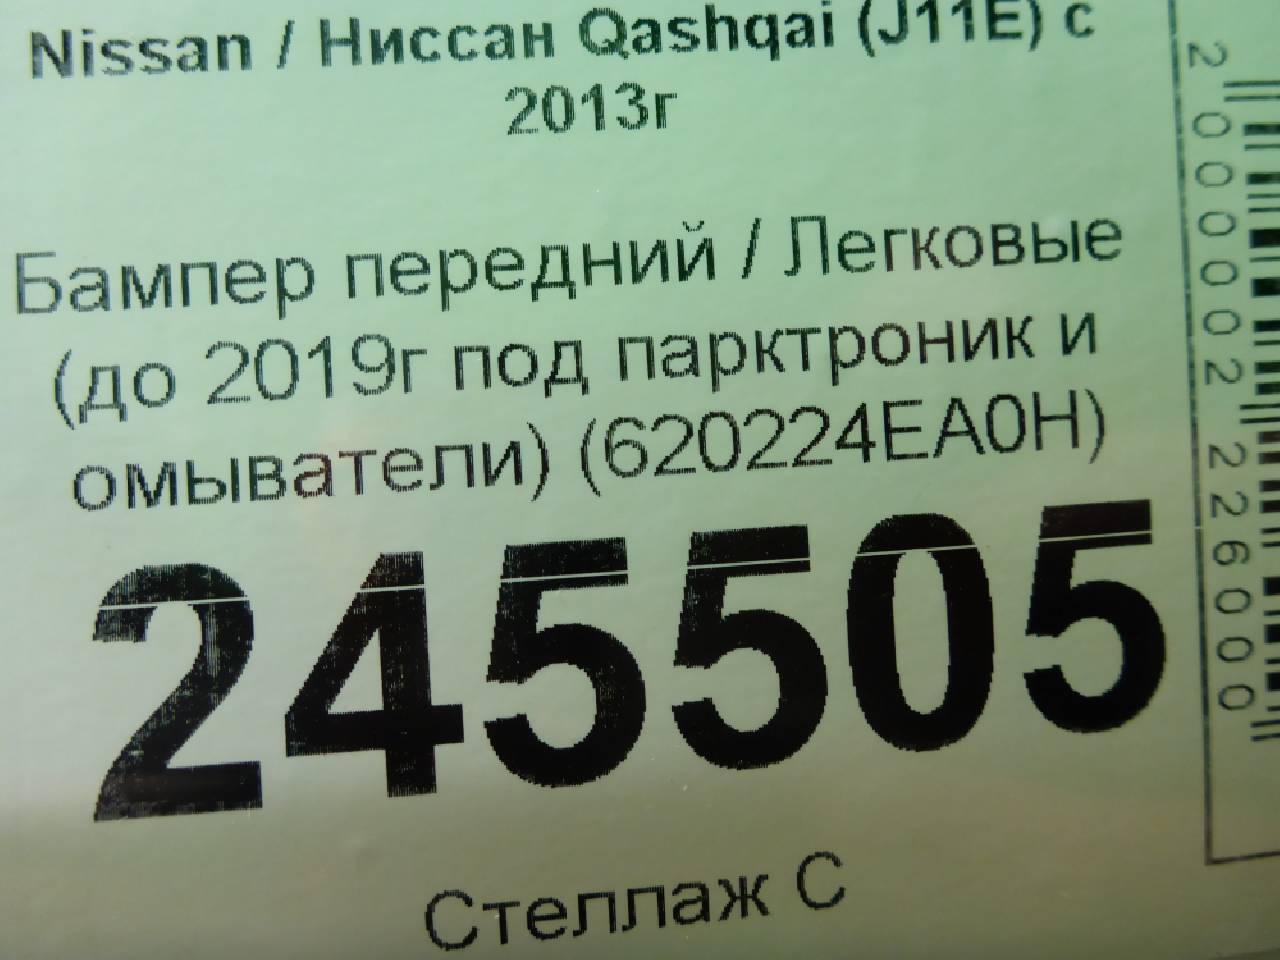 Nissan / Ниссан Qashqai (J11E) с
2013г
Бампер передний / Легковые
(до 2019г под парктроник и
омыватели) (620224EA0H)
245505
Стеллаж С
2000002226000